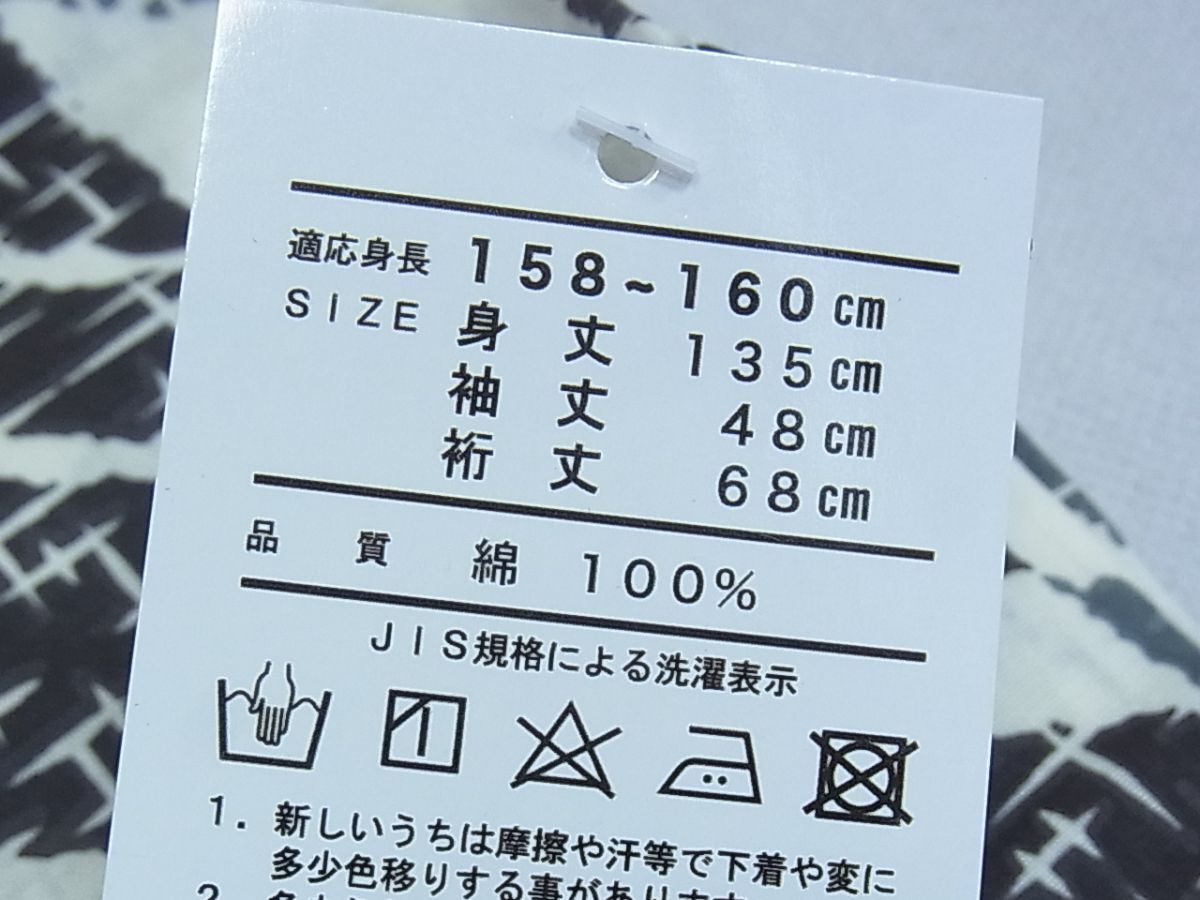 適応身長 158~160cm
SIZE 身丈 135cm
袖丈 48cm
裄丈 68cm
品質 綿 100%
JIS規格による洗濯表示
1. 新しいうちは摩擦や汗等で下着や変に
多少色移りする事があります
2.